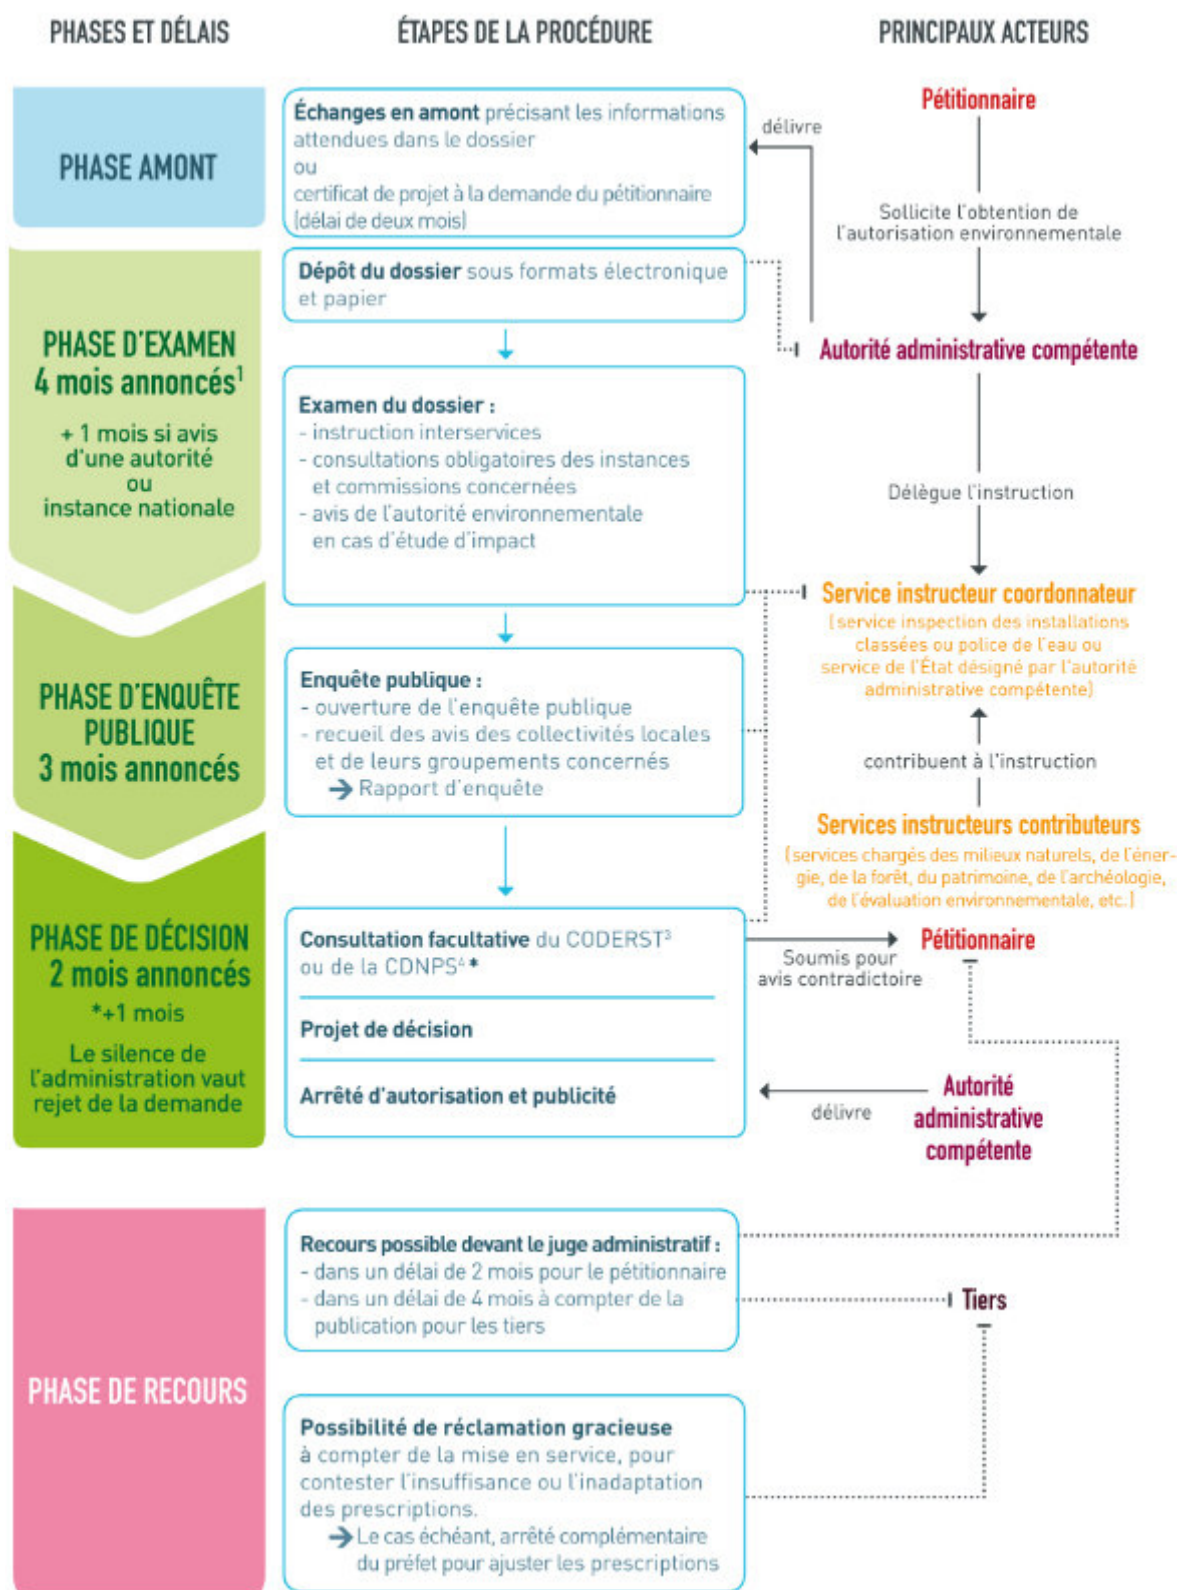 PHASES ET DÉLAIS
ÉTAPES DE LA PROCÉDURE
PRINCIPAUX ACTEURS
PHASE AMONT
Échanges en amont précisant les informations
attendues dans le dossier
ou
certificat de projet à la demande du pétitionnaire
(délai de deux mois)
délivre
Pétitionnaire
Sollicite l'obtention de
l'autorisation environnementale
PHASE D'EXAMEN
4 mois annoncés¹
+ 1 mois si avis
d'une autorité
ou
instance nationale
Dépôt du dossier sous formats électronique
et papier
Autorité administrative compétente
Examen du dossier :
- instruction interservices
- consultations obligatoires des instances
et commissions concernées
- avis de l'autorité environnementale
en cas d'étude d'impact
Délègue l'instruction
Service instructeur coordonnateur
(service inspection des installations
classées ou police de l'eau ou
service de l'État désigné par l'autorité
administrative compétente)
PHASE D'ENQUÊTE
PUBLIQUE
3 mois annoncés
Enquête publique :
- ouverture de l'enquête publique
- recueil des avis des collectivités locales
et de leurs groupements concernés
→ Rapport d'enquête
contribuent à l'instruction
Services instructeurs contributeurs
(services chargés des milieux naturels, de l'éner-
gie, de la forêt, du patrimoine, de l'archéologie,
de l'évaluation environnementale, etc.)
PHASE DE DÉCISION
2 mois annoncés
*+1 mois
Le silence de
l'administration vaut
rejet de la demande
Consultation facultative du CODERST³
ou de la CDNPS⁴ *
Projet de décision
Arrêté d'autorisation et publicité
Soumis pour
avis contradictoire
Pétitionnaire
délivre
Autorité
administrative
compétente
PHASE DE RECOURS
Recours possible devant le juge administratif :
- dans un délai de 2 mois pour le pétitionnaire
- dans un délai de 4 mois à compter de la
publication pour les tiers
Tiers
Possibilité de réclamation gracieuse
à compter de la mise en service, pour
contester l'insuffisance ou l'inadaptation
des prescriptions.
→ Le cas échéant, arrêté complémentaire
du préfet pour ajuster les prescriptions